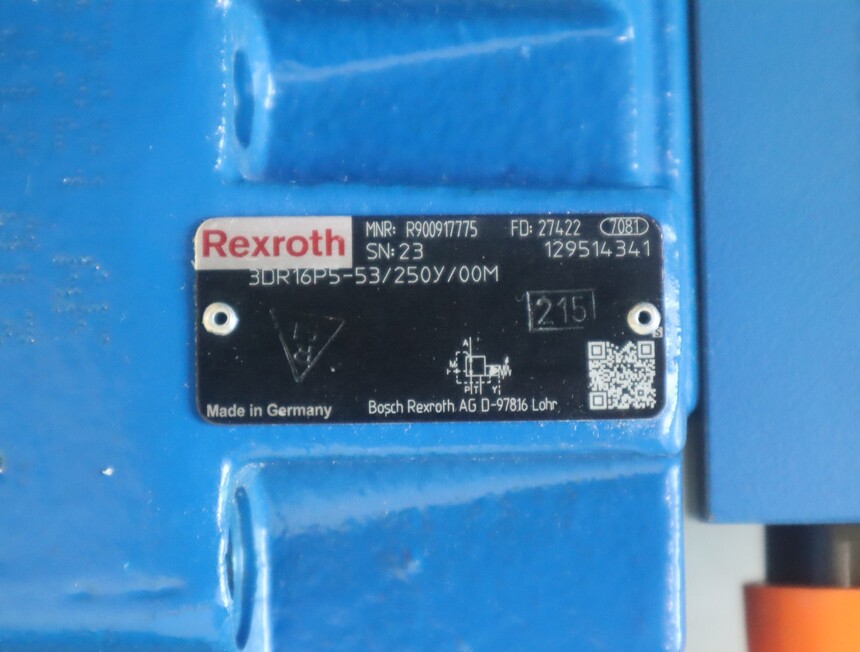 Rexroth
MNR: R900917775 FD: 27422 7081
SN: 23 129514341
3DR16P5-53/250Y/00M
215
A
M
P T Y
Made in Germany Bosch Rexroth AG D-97816 Lohr
S